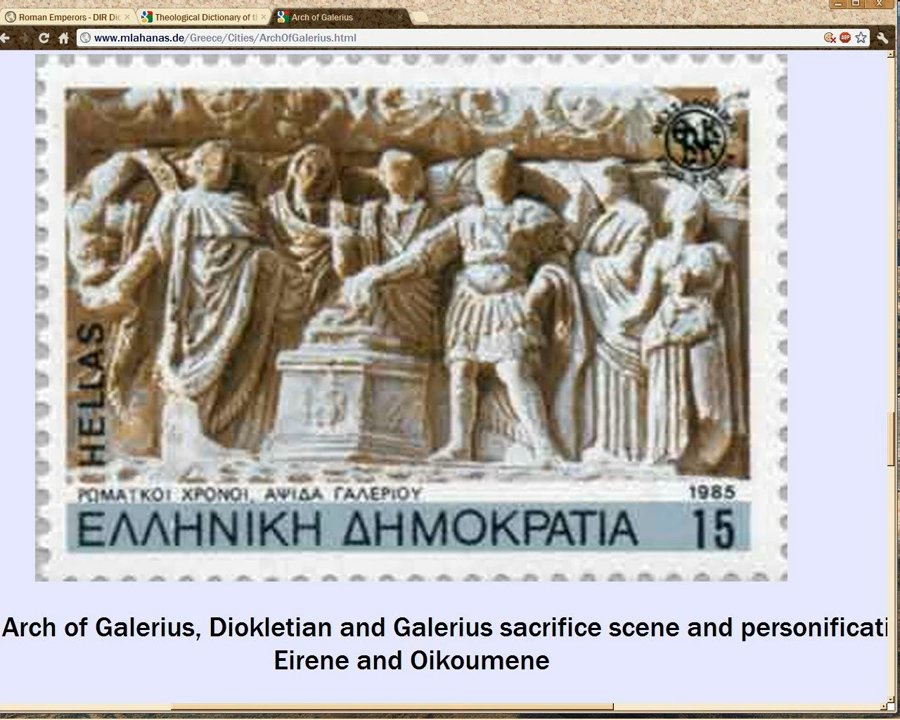 Roman Emperors - DIR Di
Theological Dictionary of t
Arch of Galerius
www.mlahanas.de/Greece/Cities/ArchOfGalerius.html
HELLAS
ΡΩΜΑΪΚΟΙ ΧΡΟΝΟΙ, ΑΨΙΔΑ ΓΑΛΕΡΙΟΥ
1985
ΕΛΛΗΝΙΚΗ ΔΗΜΟΚΡΑΤΙΑ 15
Arch of Galerius, Diokletian and Galerius sacrifice scene and personificati
Eirene and Oikoumene